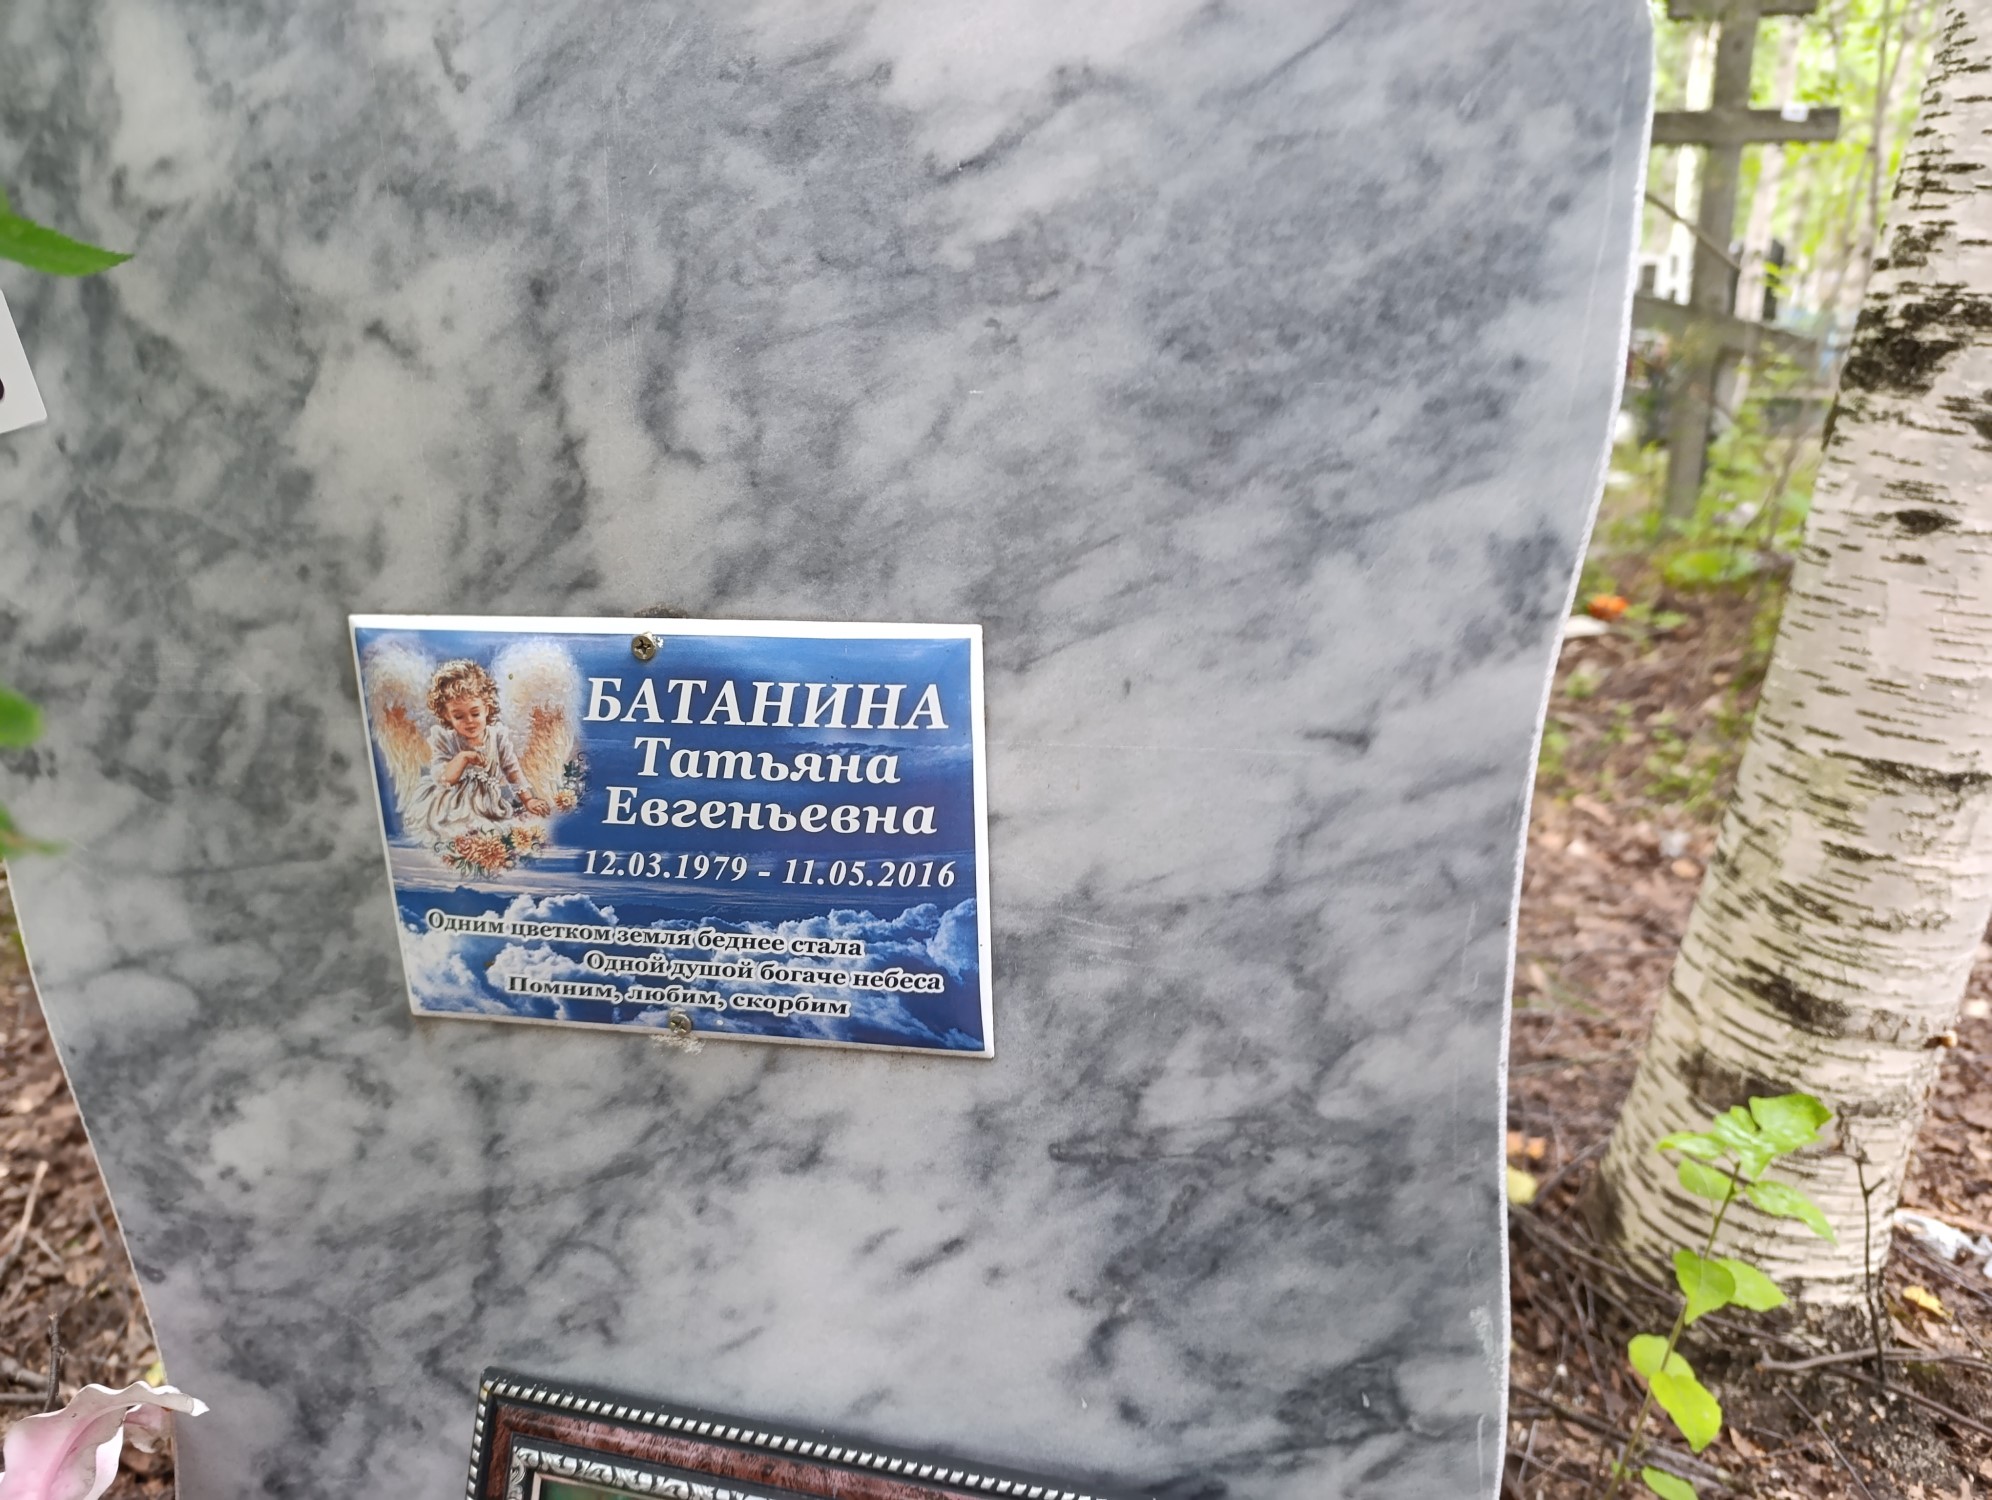 БАТАНИНА
Татьяна
Евгеньевна
12.03.1979 - 11.05.2016
Одним цветком земля беднее стала
Одной душой богаче небеса
Помним, любим, скорбим